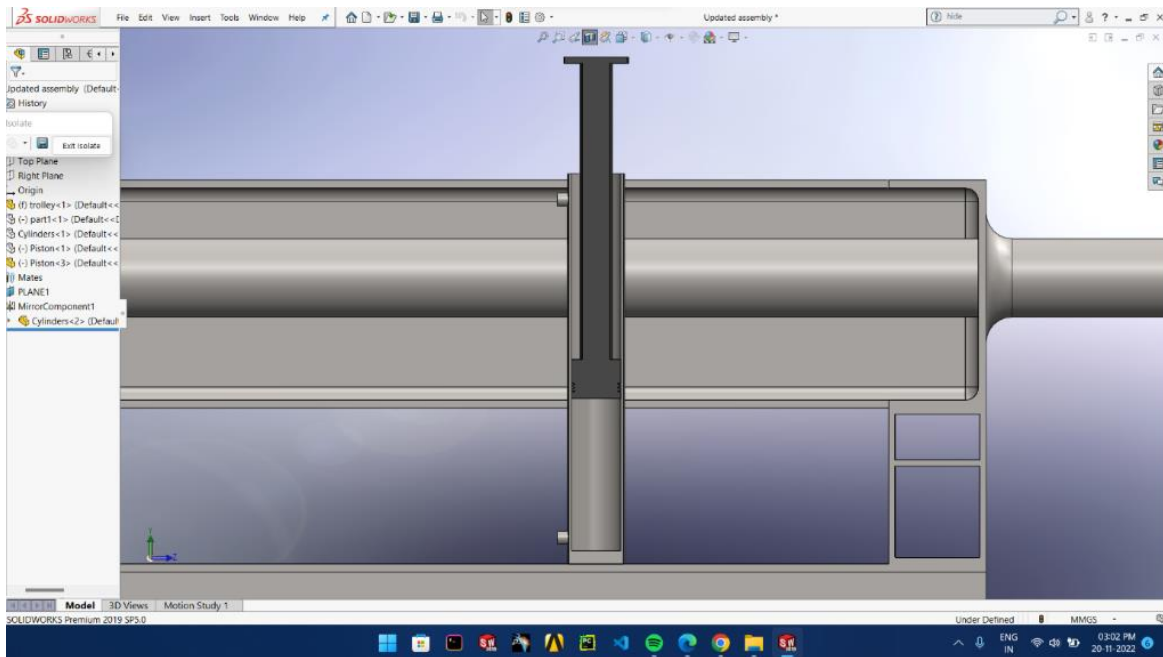 SOLIDWORKS File Edit View Insert Tools Window Help
Updated assembly *
hide
Updated assembly (Default-
History
Isolate
Exit isolate
Top Plane
Right Plane
Origin
(f) trolley<1> (Default<<
(-) part1<1> (Default<<
Cylinders<1> (Default<<
(-) Piston<1> (Default<<
(-) Piston<3> (Default<<
Mates
PLANE1
MirrorComponent1
Cylinders<2> (Defaul
Y
Z
Model 3D Views Motion Study 1
SOLIDWORKS Premium 2019 SP5.0
Under Defined MMGS -
ENG
IN
03:02 PM
20-11-2022